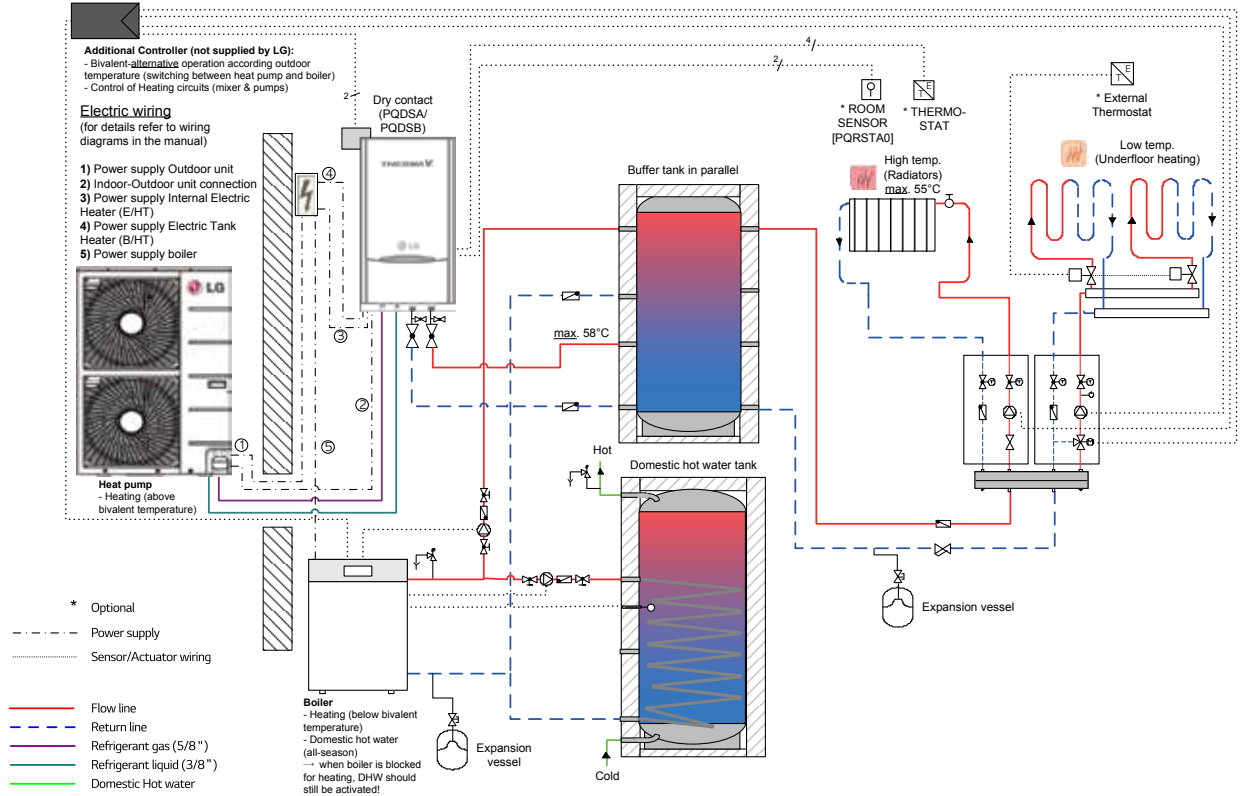 Additional Controller (not supplied by LG):
- Bivalent-alternative operation according outdoor
temperature (switching between heat pump and boiler)
- Control of Heating circuits (mixer & pumps)
Electric wiring
(for details refer to wiring
diagrams in the manual)
1) Power supply Outdoor unit
2) Indoor-Outdoor unit connection
3) Power supply Internal Electric
Heater (E/HT)
4) Power supply Electric Tank
Heater (B/HT)
5) Power supply boiler
2
Dry contact
(PQDSA/
PQDSB)
THERMA V
LG
LG
4
2
* ROOM
SENSOR
[PQRSTA0]
E
T
* THERMO-
STAT
E
T
* External
Thermostat
High temp.
(Radiators)
max. 55°C
Low temp.
(Underfloor heating)
Buffer tank in parallel
max. 58°C
④
③
②
①
⑤
Heat pump
- Heating (above
bivalent temperature)
Hot
Domestic hot water tank
Cold
Expansion vessel
Boiler
- Heating (below bivalent
temperature)
- Domestic hot water
(all-season)
→ when boiler is blocked
for heating, DHW should
still be activated!
Expansion
vessel
* Optional
Power supply
Sensor/Actuator wiring
Flow line
Return line
Refrigerant gas (5/8")
Refrigerant liquid (3/8")
Domestic Hot water